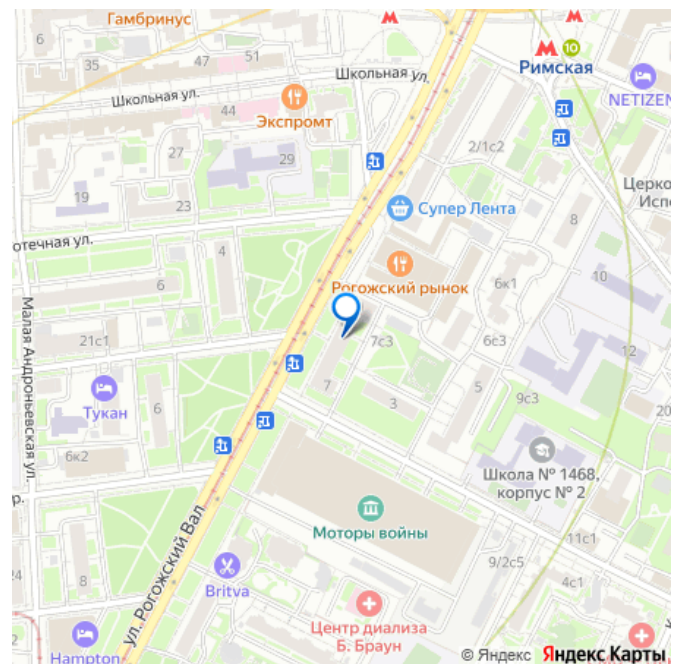 Гамбринус
6
35
47
51
Школьная ул.
Римская
10
Школьная ул.
44
Экспромт
NETIZEN
2/1с2
27
29
19
23
Церко
Испо
Супер Лента
8
отечная ул.
4
Рогожский рынок
6к1
10
Малая Андроньевская ул.
21с1
7с3
6с3
12
Тукан
6
7
3
5
9с3
20
6к2
Школа № 1468,
корпус № 2
р.
Моторы войны
11с1
ул. Рогожский Вал
24
8
Britva
9/2с5
4с1
Центр диализа
Б. Браун
Hampton
© Яндекс Яндекс Карты